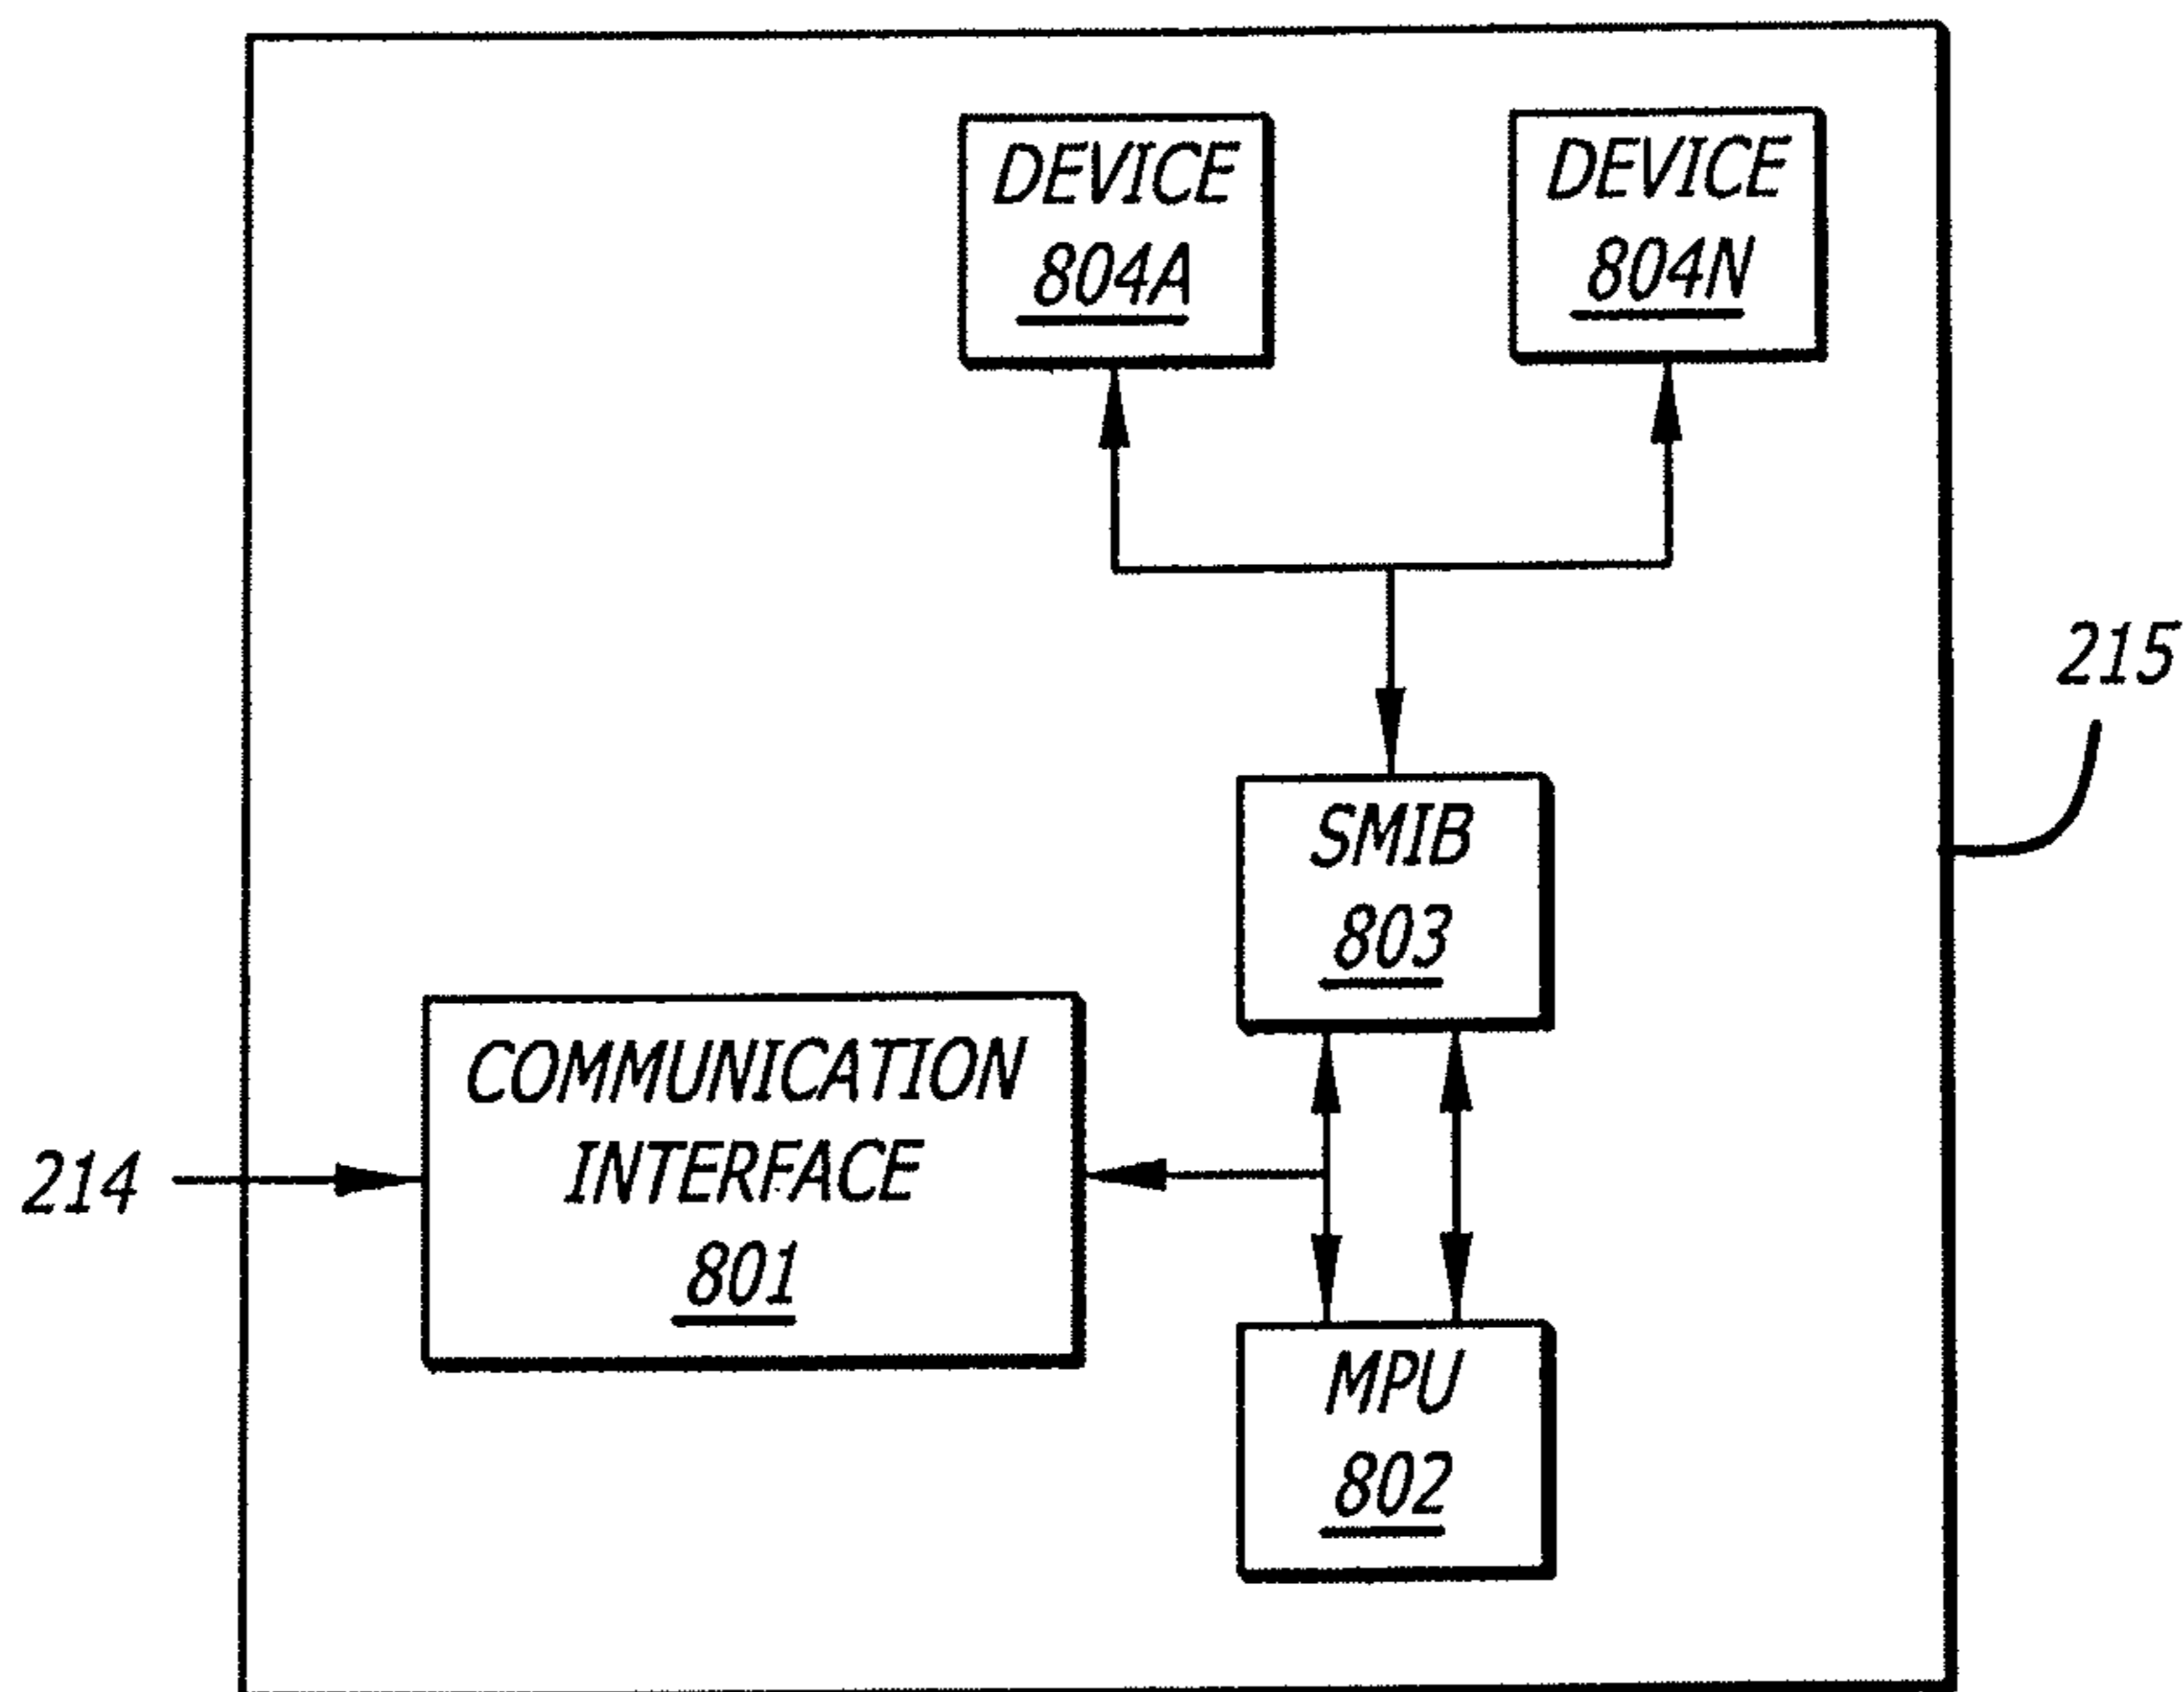 DEVICE
804A
DEVICE
804N
215
SMIB
803
COMMUNICATION
INTERFACE
801
214
MPU
802